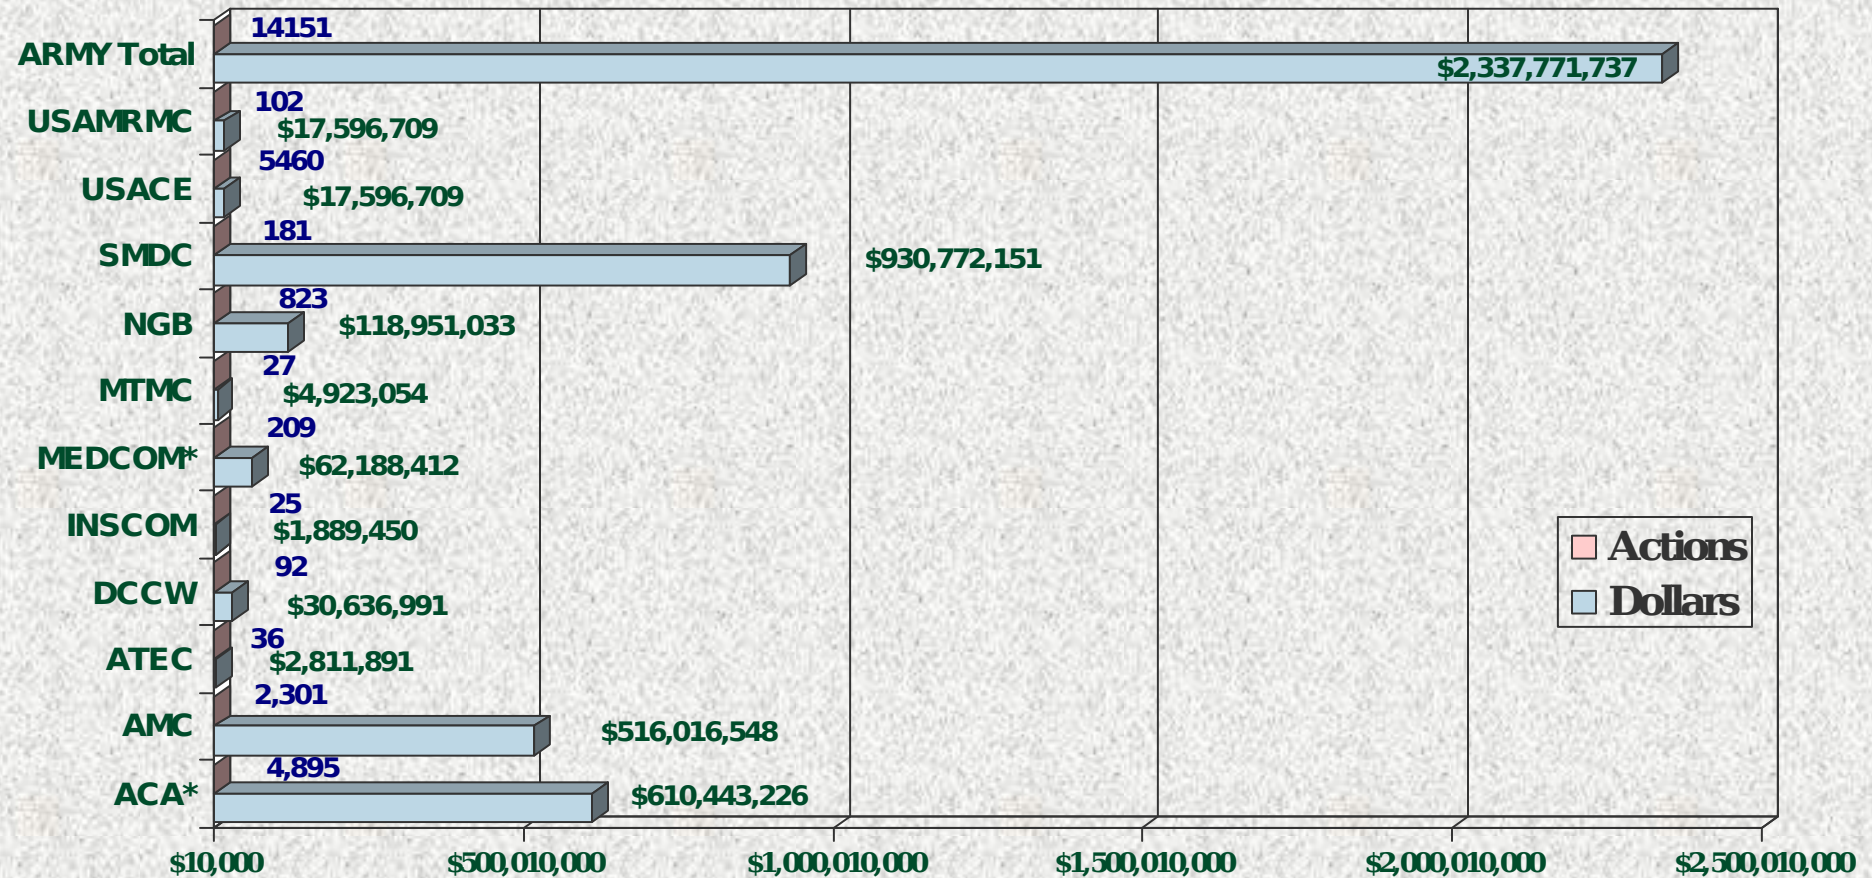 14151
ARMY Total
$2,337,771,737
102
USAMRMC
$17,596,709
5460
USACE
$17,596,709
181
SMDC
$930,772,151
823
NGB
$118,951,033
27
MTMC
$4,923,054
209
MEDCOM*
$62,188,412
25
INSCOM
$1,889,450
92
DCCW
$30,636,991
36
ATEC
$2,811,891
2,301
AMC
$516,016,548
4,895
ACA*
$610,443,226
Actions
Dollars
$10,000 $500,010,000 $1,000,010,000 $1,500,010,000 $2,000,010,000 $2,500,010,000